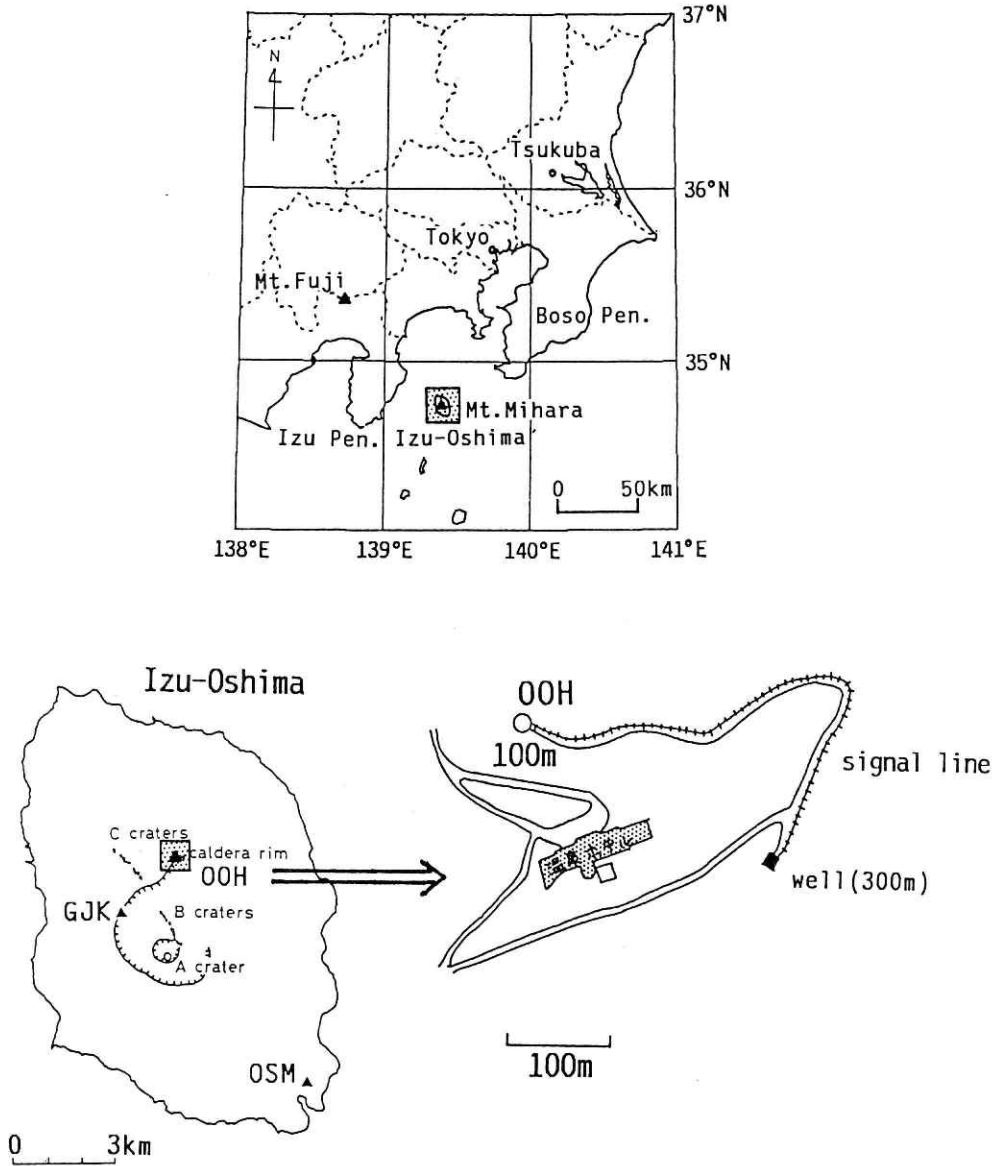 37°N
N
Tsukuba
36°N
Tokyo
Mt.Fuji
Boso Pen.
35°N
Mt.Mihara
Izu Pen. Izu-Oshima
0 50km
138°E 139°E 140°E 141°E
Izu-Oshima
OOH
100m
signal line
C craters
caldera rim
OOH
well(300m)
GJK
B craters
A crater
100m
OSM
0 3km